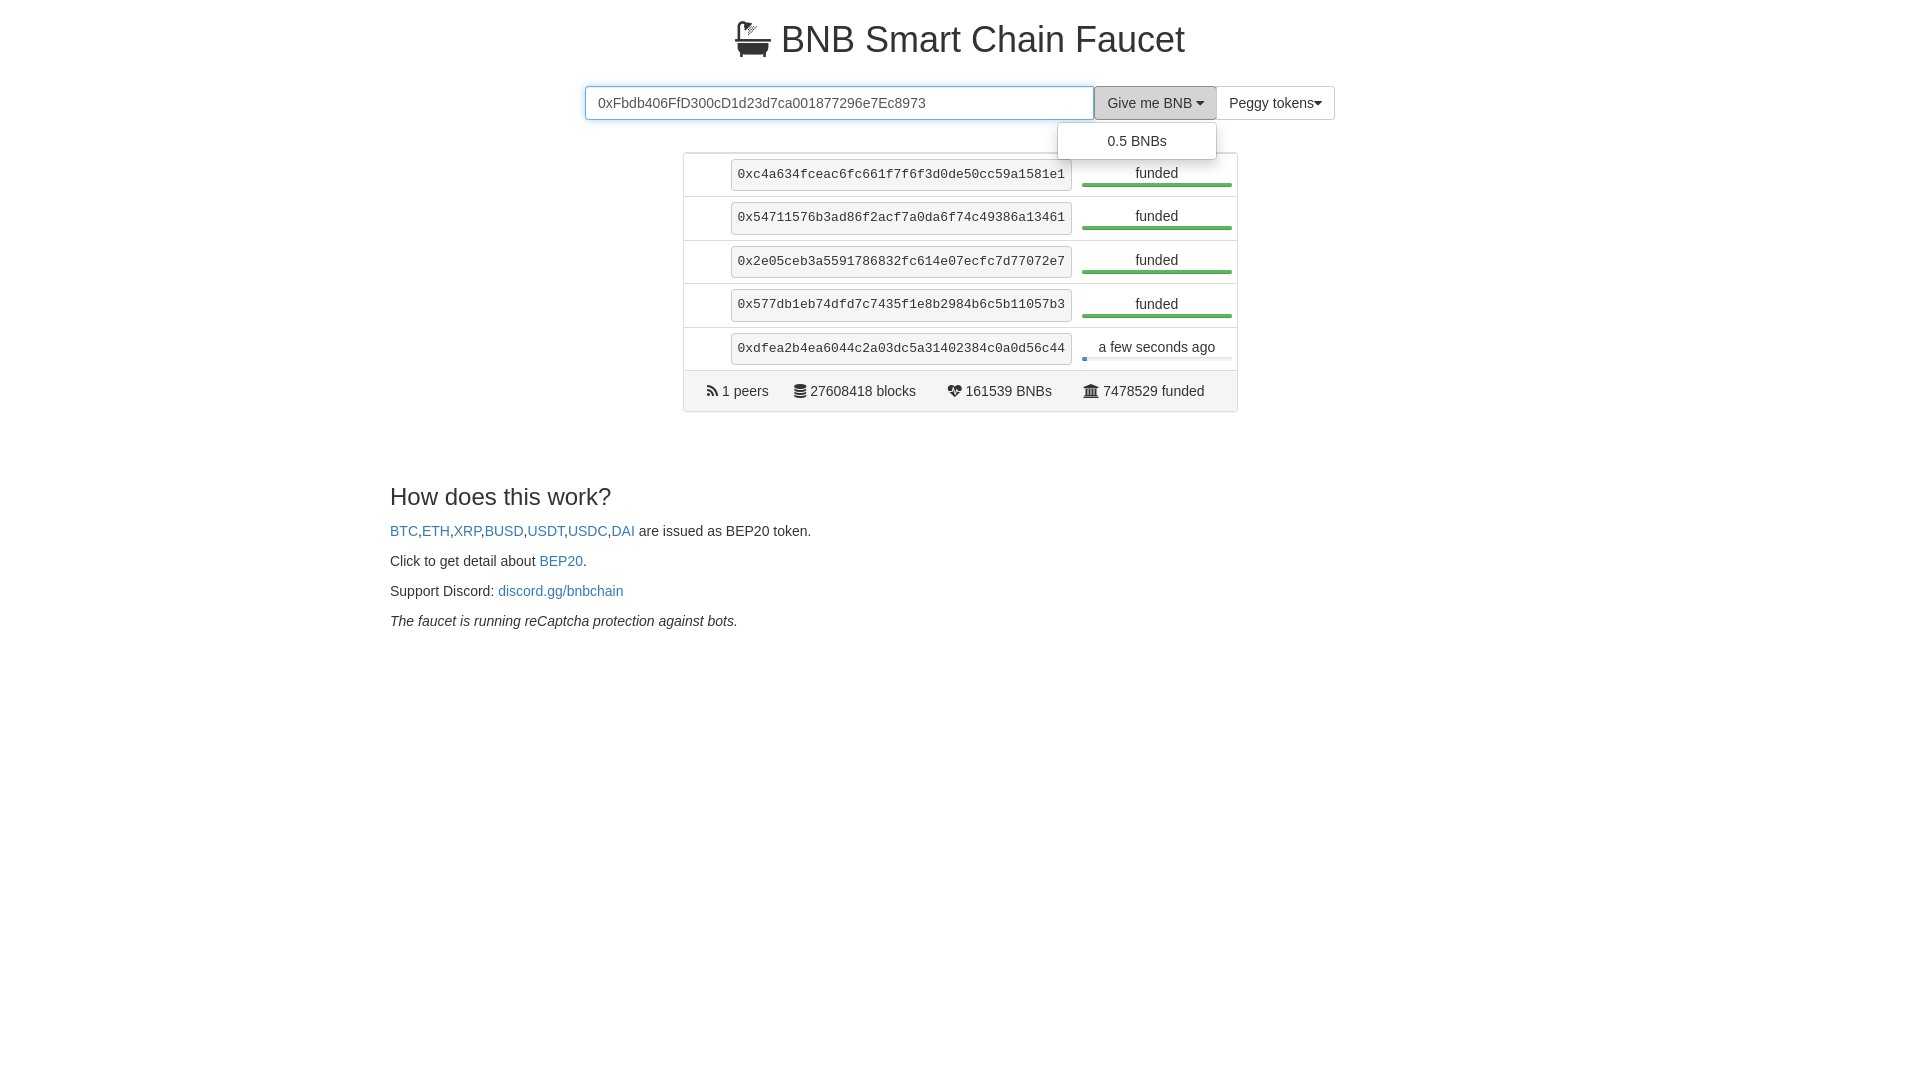 BNB Smart Chain Faucet
0xFbdb406FfD300cD1d23d7ca001877296e7Ec8973
Give me BNB
Peggy tokens
0.5 BNBs
0xc4a634fceac6fc661f7f6f3d0de50cc59a1581e1 funded
0x54711576b3ad86f2acf7a0da6f74c49386a13461 funded
0x2e05ceb3a5591786832fc614e07ecfc7d77072e7 funded
0x577db1eb74dfd7c7435f1e8b2984b6c5b11057b3 funded
0xdfea2b4ea6044c2a03dc5a31402384c0a0d56c44 a few seconds ago
1 peers 27608418 blocks 161539 BNBs 7478529 funded
How does this work?
BTC,ETH,XRP,BUSD,USDT,USDC,DAI are issued as BEP20 token.
Click to get detail about BEP20.
Support Discord: discord.gg/bnbchain
The faucet is running reCaptcha protection against bots.